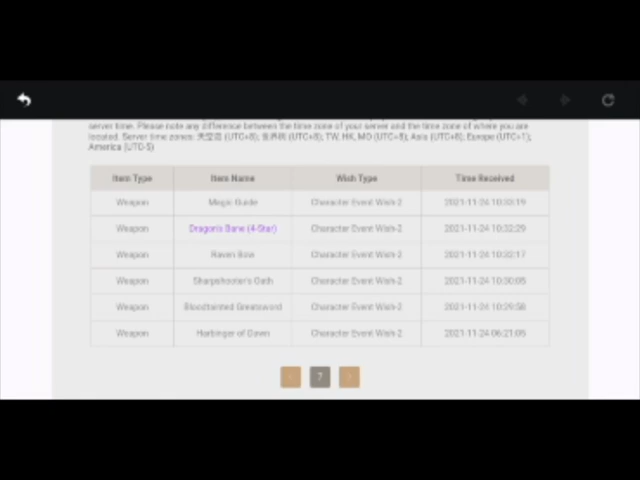 server time. Please note any difference between the time zone of your server and the time zone of where you are
located. Server time zones: 天空岛 (UTC+8); 世界树 (UTC+8); TW, HK, MO (UTC+8); Asia (UTC+8); Europe (UTC+1);
America (UTC-5)
Item Type Item Name Wish Type Time Received
Weapon Magic Guide Character Event Wish-2 2021-11-24 10:33:19
Weapon Dragon's Bane (4-Star) Character Event Wish-2 2021-11-24 10:32:29
Weapon Raven Bow Character Event Wish-2 2021-11-24 10:32:17
Weapon Sharpshooter's Oath Character Event Wish-2 2021-11-24 10:30:05
Weapon Bloodtainted Greatsword Character Event Wish-2 2021-11-24 10:29:58
Weapon Harbinger of Dawn Character Event Wish-2 2021-11-24 06:21:05
7